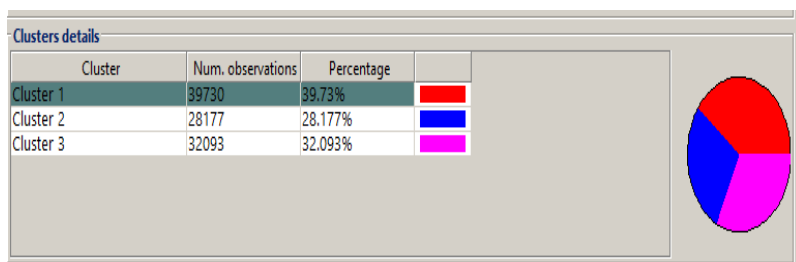 Clusters details
Cluster Num. observations Percentage
Cluster 1 39730 39.73%
Cluster 2 28177 28.177%
Cluster 3 32093 32.093%